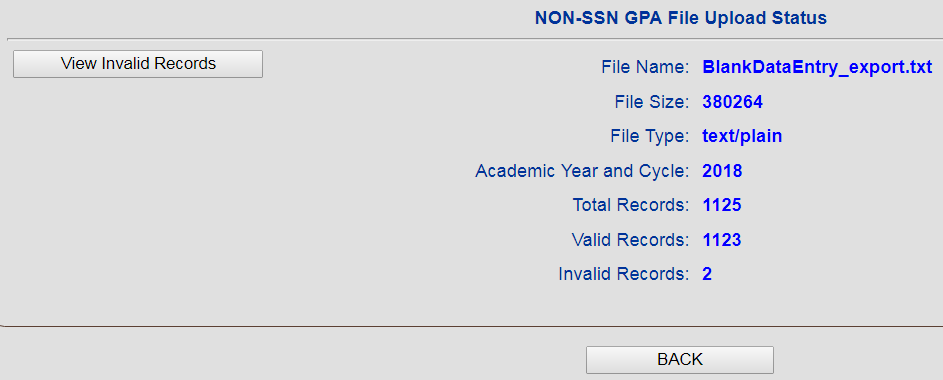 NON-SSN GPA File Upload Status
View Invalid Records
File Name: BlankDataEntry_export.txt
File Size: 380264
File Type: text/plain
Academic Year and Cycle: 2018
Total Records: 1125
Valid Records: 1123
Invalid Records: 2
BACK